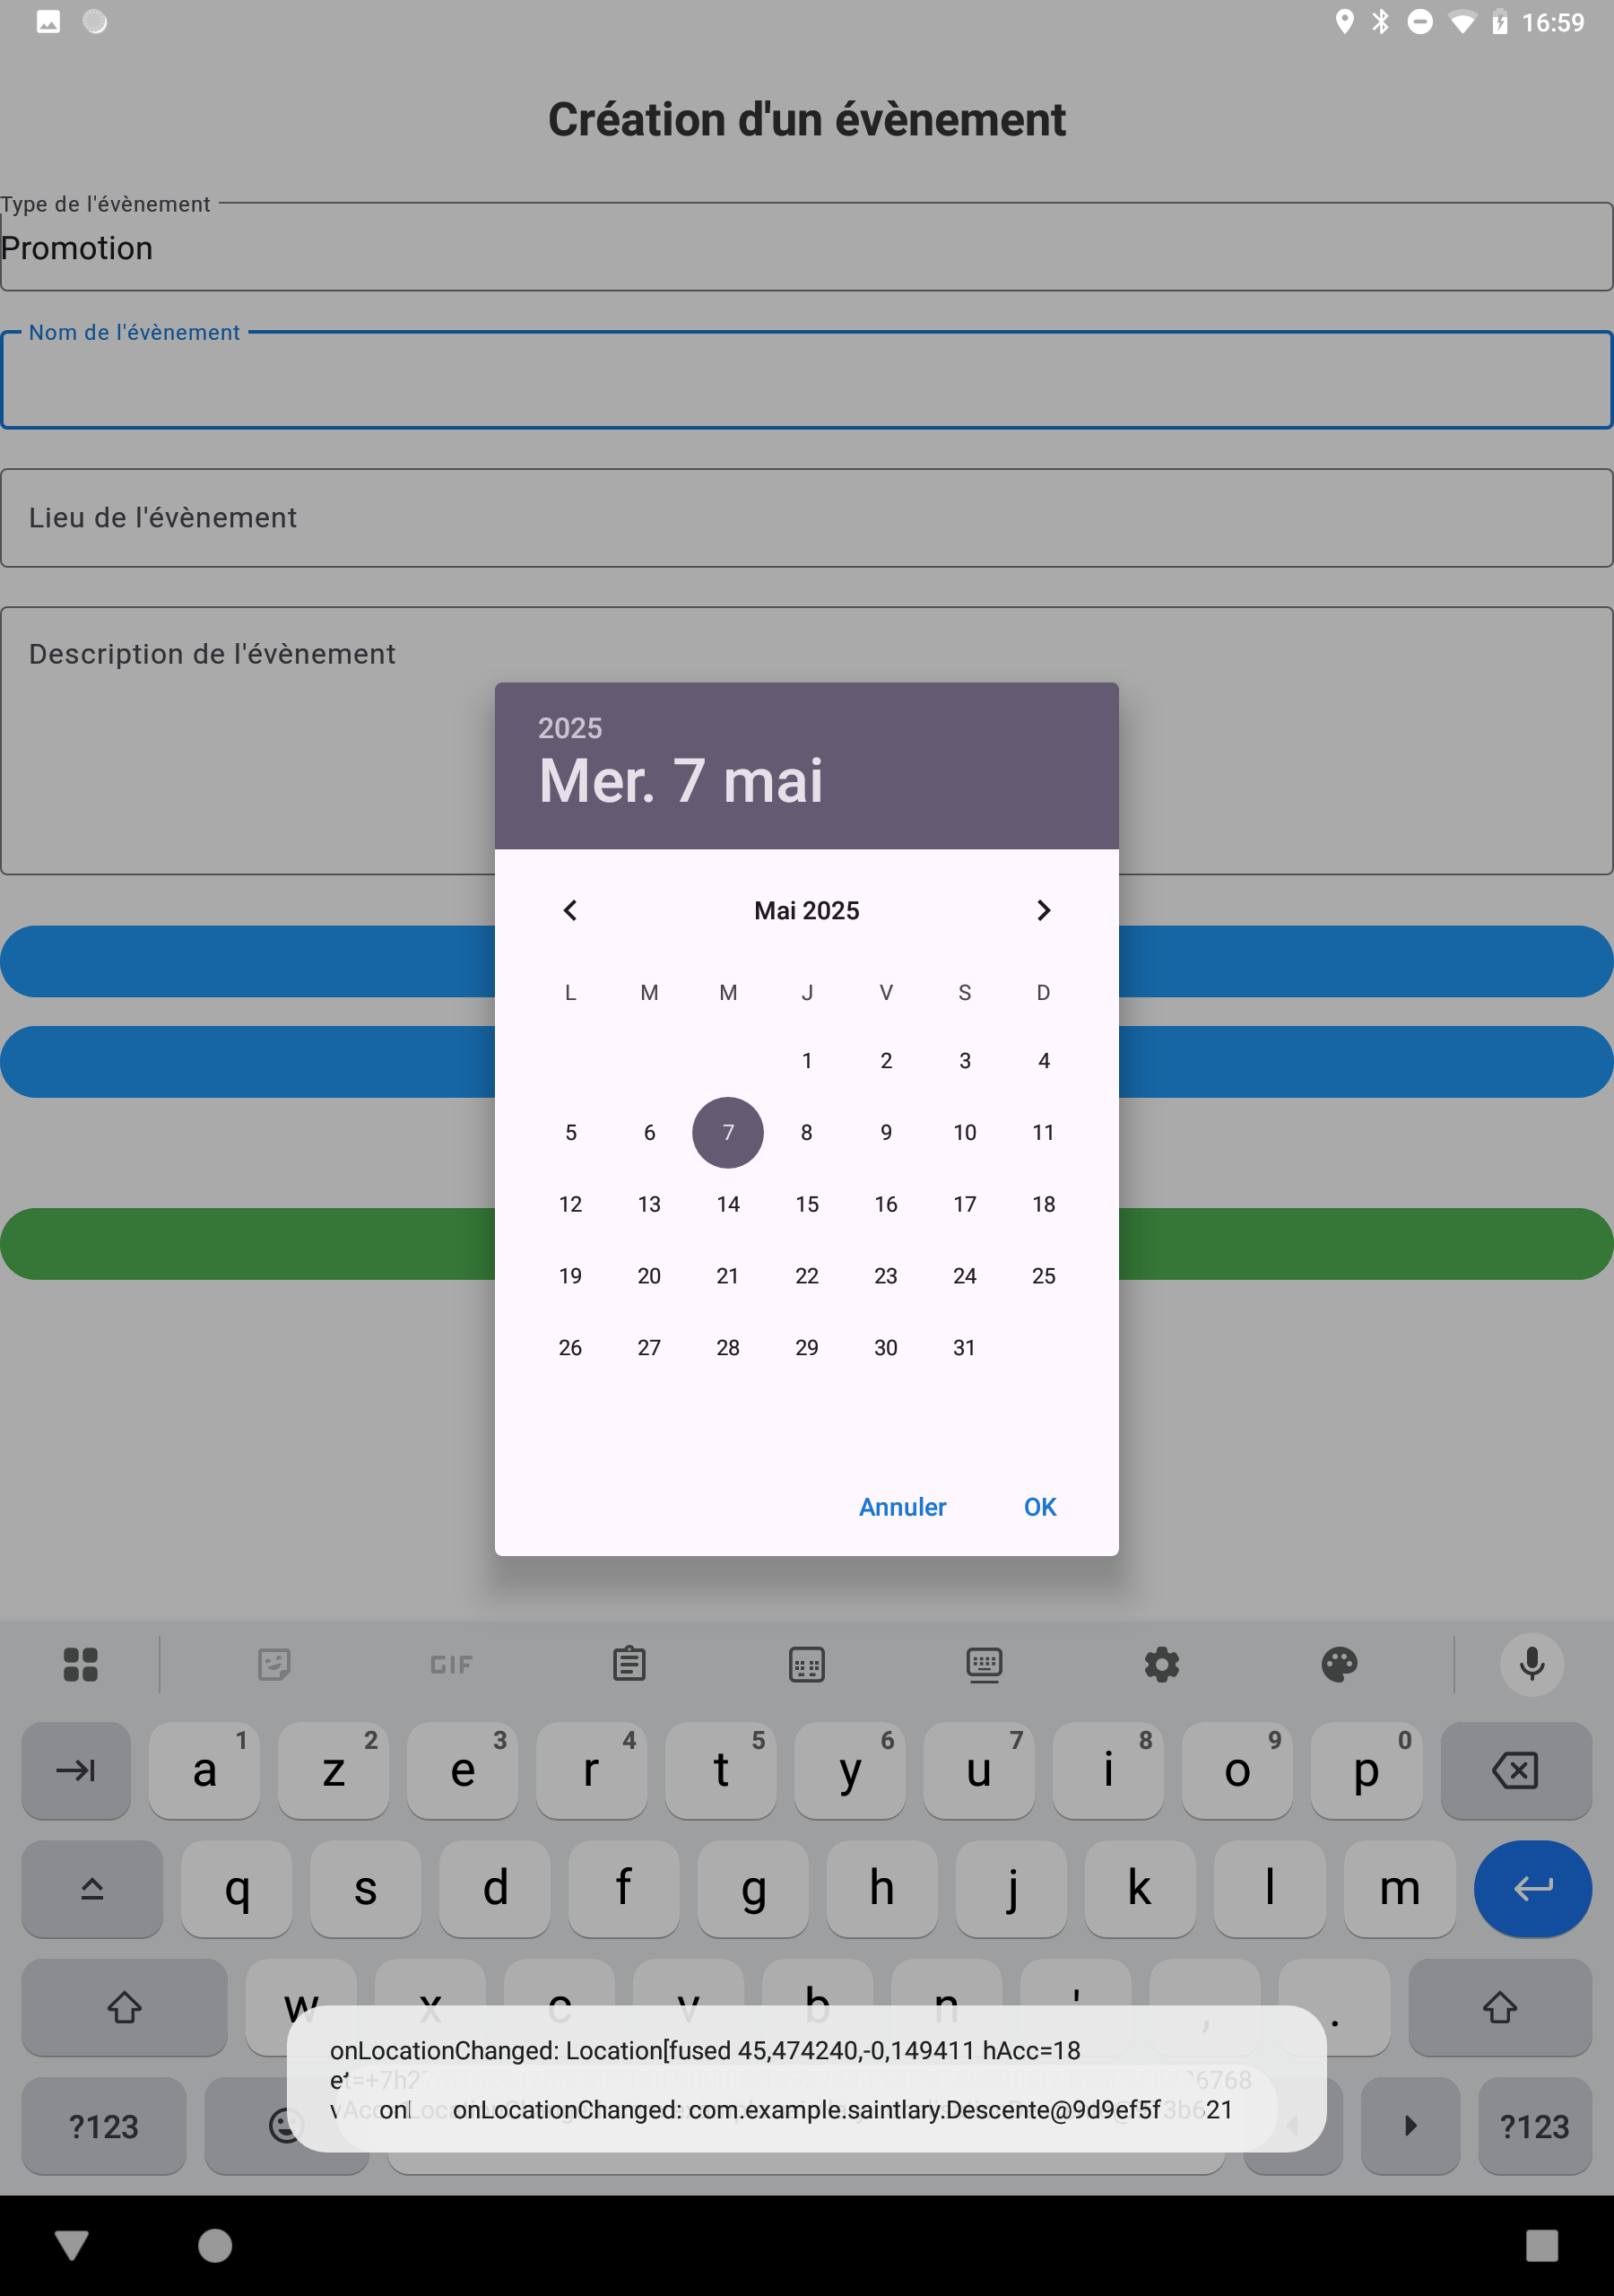 16:59
Création d'un évènement
Type de l'évènement
Promotion
Nom de l'évènement
Lieu de l'évènement
Description de l'évènement
2025
Mer. 7 mai
Mai 2025
L M M J V S D
1 2 3 4
5 6 7 8 9 10 11
12 13 14 15 16 17 18
19 20 21 22 23 24 25
26 27 28 29 30 31
Annuler OK
GIF
a 1 z 2 e 3 r 4 t 5 y 6 u 7 i 8 o 9 p 0
q s d f g h j k l m
w x c v b n ' , .
onLocationChanged: Location[fused 45,474240,-0,149411 hAcc=18
et=+7h2 6768
onLocationChanged: com.example.saintlary.Descente@9d9ef5f 21
?123 ?123